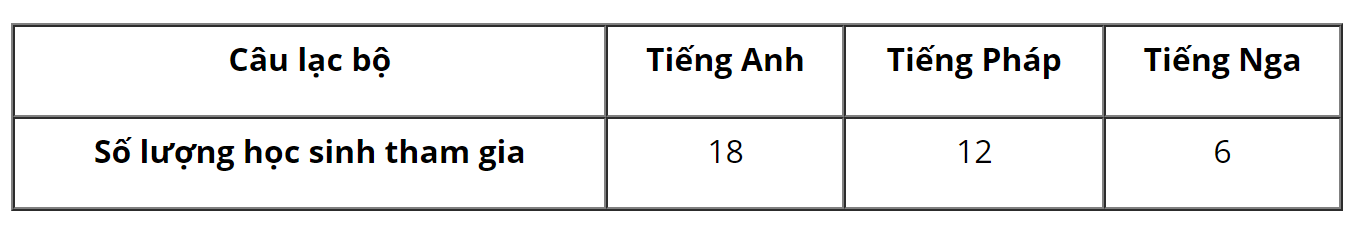 Câu lạc bộ Tiếng Anh Tiếng Pháp Tiếng Nga
Số lượng học sinh tham gia 18 12 6